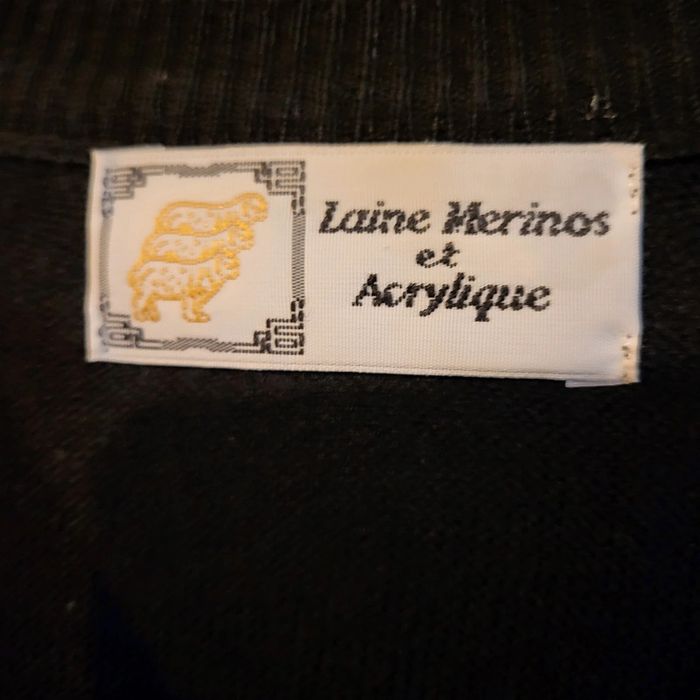 Laine Merinos
et
Acrylique